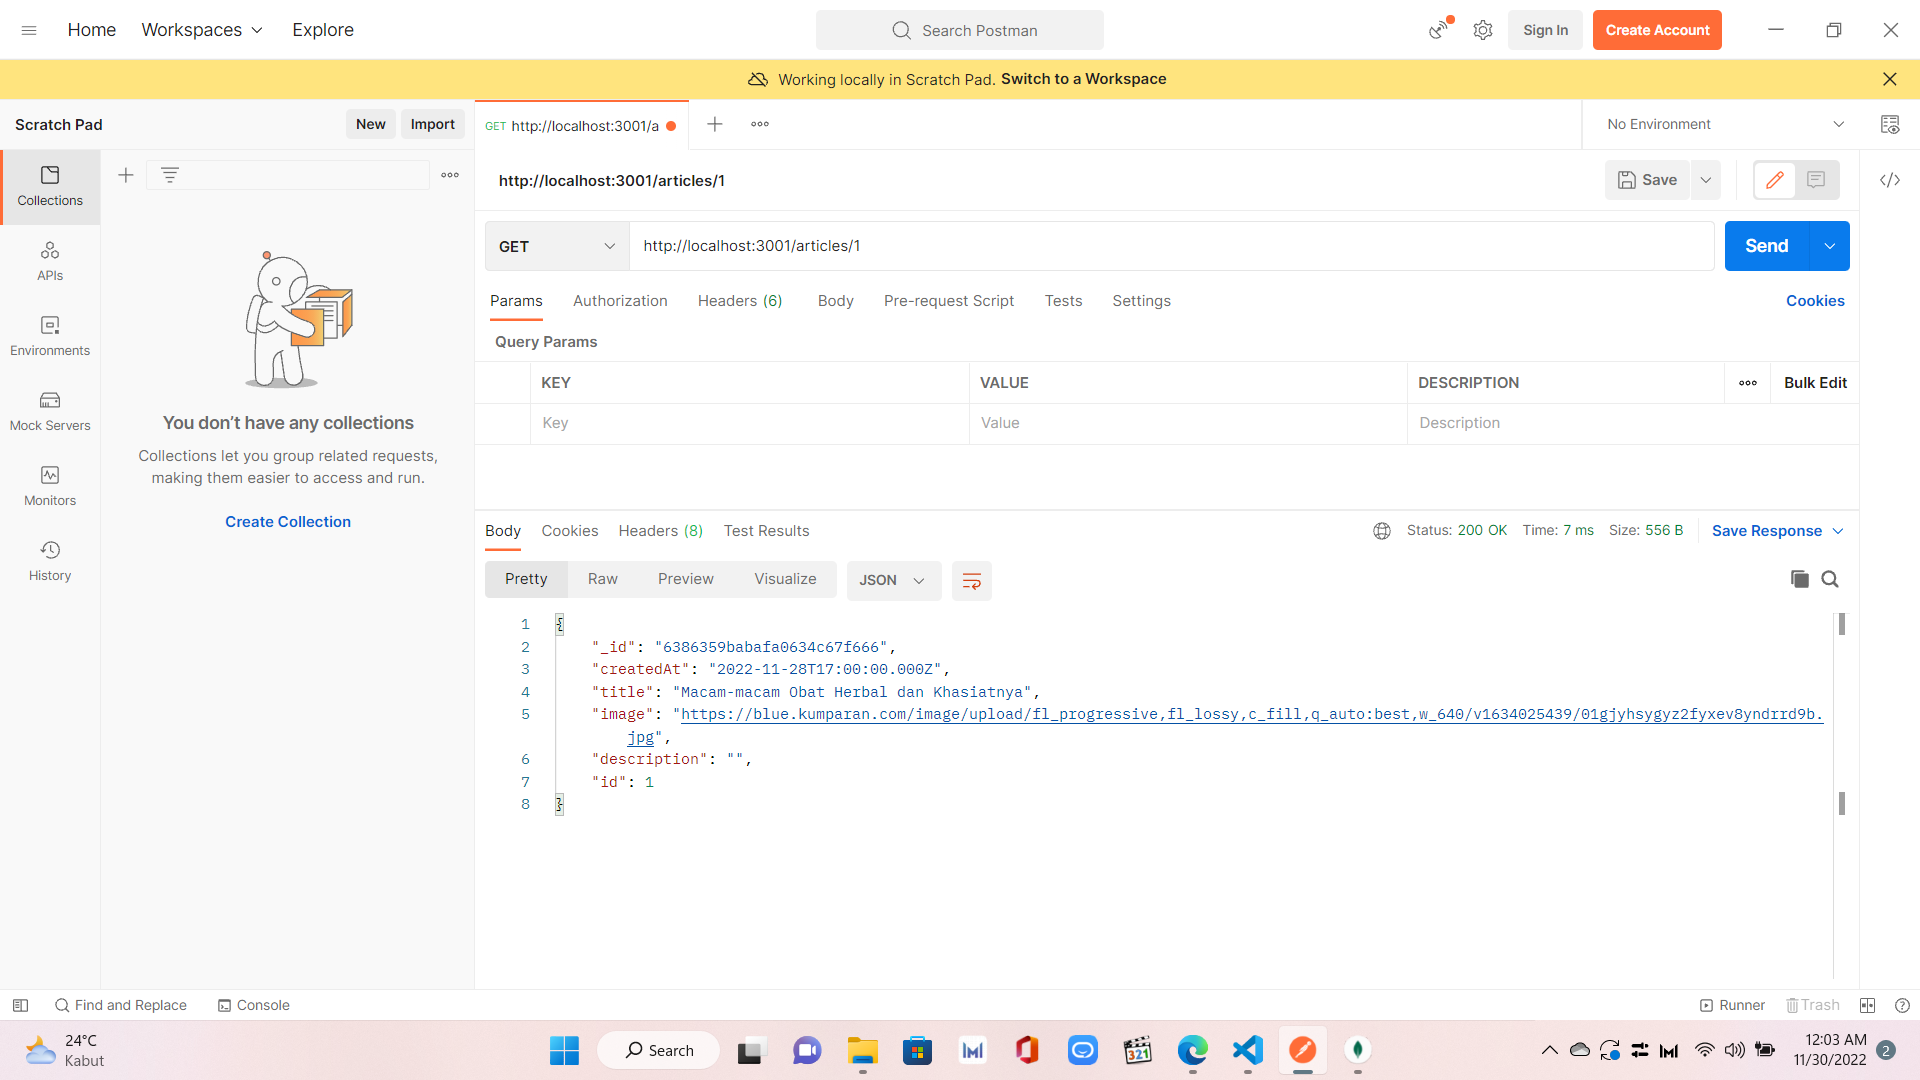 Home
Workspaces
Explore
Search Postman
Sign In
Create Account
Working locally in Scratch Pad. Switch to a Workspace
Scratch Pad
New
Import
GET http://localhost:3001/a
No Environment
Collections
APIs
Environments
Mock Servers
Monitors
History
You don’t have any collections
Collections let you group related requests,
making them easier to access and run.
Create Collection
http://localhost:3001/articles/1
Save
GET
http://localhost:3001/articles/1
Send
Params
Authorization
Headers (6)
Body
Pre-request Script
Tests
Settings
Cookies
Query Params
KEY
VALUE
DESCRIPTION
Bulk Edit
Key
Value
Description
Body
Cookies
Headers (8)
Test Results
Status: 200 OK
Time: 7 ms
Size: 556 B
Save Response
Pretty
Raw
Preview
Visualize
JSON
1 {
2 "_id": "6386359babafa0634c67f666",
3 "createdAt": "2022-11-28T17:00:00.000Z",
4 "title": "Macam-macam Obat Herbal dan Khasiatnya",
5 "image": "https://blue.kumparan.com/image/upload/fl_progressive,fl_lossy,c_fill,q_auto:best,w_640/v1634025439/01gjyhsygyz2fyxev8yndrrd9b.
jpg",
6 "description": "",
7 "id": 1
8 }
Find and Replace
Console
Runner
Trash
24°C
Kabut
Search
321
12:03 AM
11/30/2022
2